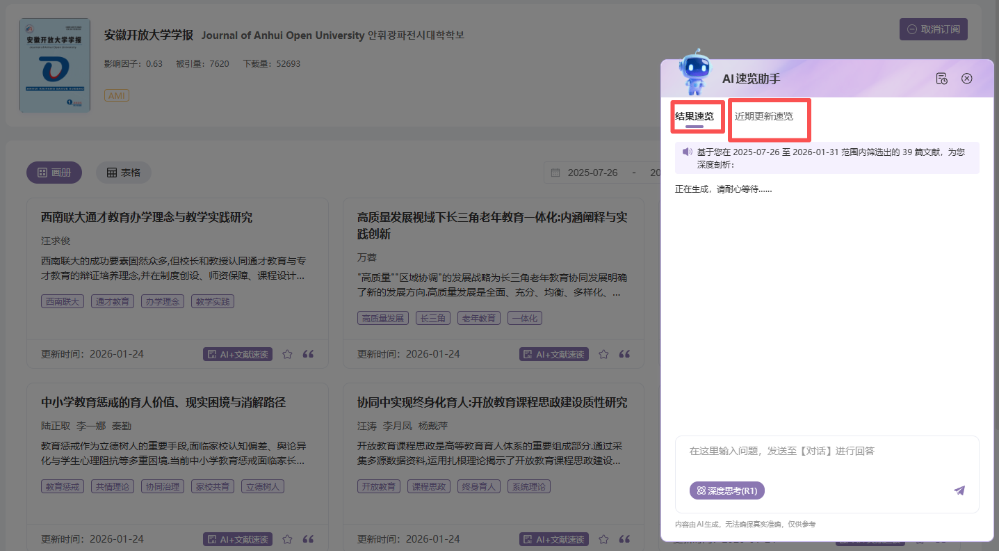 安徽开放大学学报
安徽开放大学学报 Journal of Anhui Open University 안휘광파전시대학학보
取消订阅
影响因子：0.63 被引量：7620 下载量：52693
AMI
画册
表格
2025-07-26 - 20
西南联大通才教育办学理念与教学实践研究
汪求俊
西南联大的成功要素固然众多,但校长和教授认同通才教育与专
才教育的辩证培养理念,并在制度创设、师资保障、课程设计...
西南联大 通才教育 办学理念 教学实践
更新时间：2026-01-24 AI+文献速读
高质量发展视域下长三角老年教育一体化:内涵阐释与实
践创新
万蓉
"高质量""区域协调"的发展战略为长三角老年教育协同发展明确
了新的发展方向.高质量发展是全面、充分、均衡、多样化、...
高质量发展 长三角 老年教育 一体化
更新时间：2026-01-24 AI+文献速读
中小学教育惩戒的育人价值、现实困境与消解路径
陆正取 李一娜 秦勤
教育惩戒作为立德树人的重要手段,面临家校认知偏差、舆论异
化与学生心理阻抗等多重困境.当前中小学教育惩戒面临家长...
教育惩戒 共情理论 协同治理 家校共育 立德树人
更新时间：2026-01-24 AI+文献速读
协同中实现终身化育人:开放教育课程思政建设质性研究
汪涛 李月凤 杨戴萍
开放教育课程思政是高等教育育人体系的重要组成部分.通过采
集多源数据资料,运用扎根理论揭示了开放教育课程思政建设...
开放教育 课程思政 终身育人 系统理论
更新时间：2026-01-24 AI+文献速读
AI速览助手
结果速览 近期更新速览
基于您在 2025-07-26 至 2026-01-31 范围内筛选出的 39 篇文献，为您
深度剖析：
正在生成，请耐心等待......
在这里输入问题，发送至【对话】进行回答
深度思考(R1)
内容由AI生成，无法确保真实准确，仅供参考